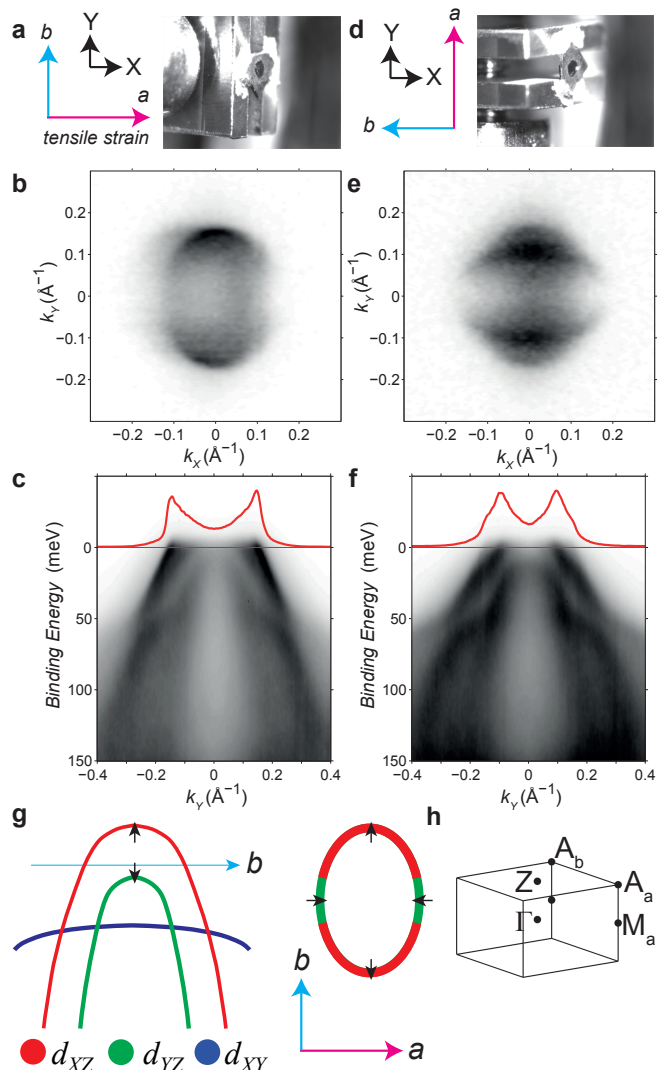 a
b
Y
X
a
tensile strain
d
Y
X
a
b
b
0.2
0.1
0
−0.1
−0.2
k_Y (Å⁻¹)
−0.2 −0.1 0 0.1 0.2
k_X (Å⁻¹)
e
0.2
0.1
0
−0.1
−0.2
k_Y (Å⁻¹)
−0.2 −0.1 0 0.1 0.2
k_X (Å⁻¹)
c
0
50
100
150
Binding Energy (meV)
−0.4 −0.2 0 0.2 0.4
k_Y (Å⁻¹)
f
0
50
100
150
Binding Energy (meV)
−0.4 −0.2 0 0.2 0.4
k_Y (Å⁻¹)
g
b
d_XZ d_YZ d_XY
b
a
h
A_b
Z
A_a
Γ
M_a